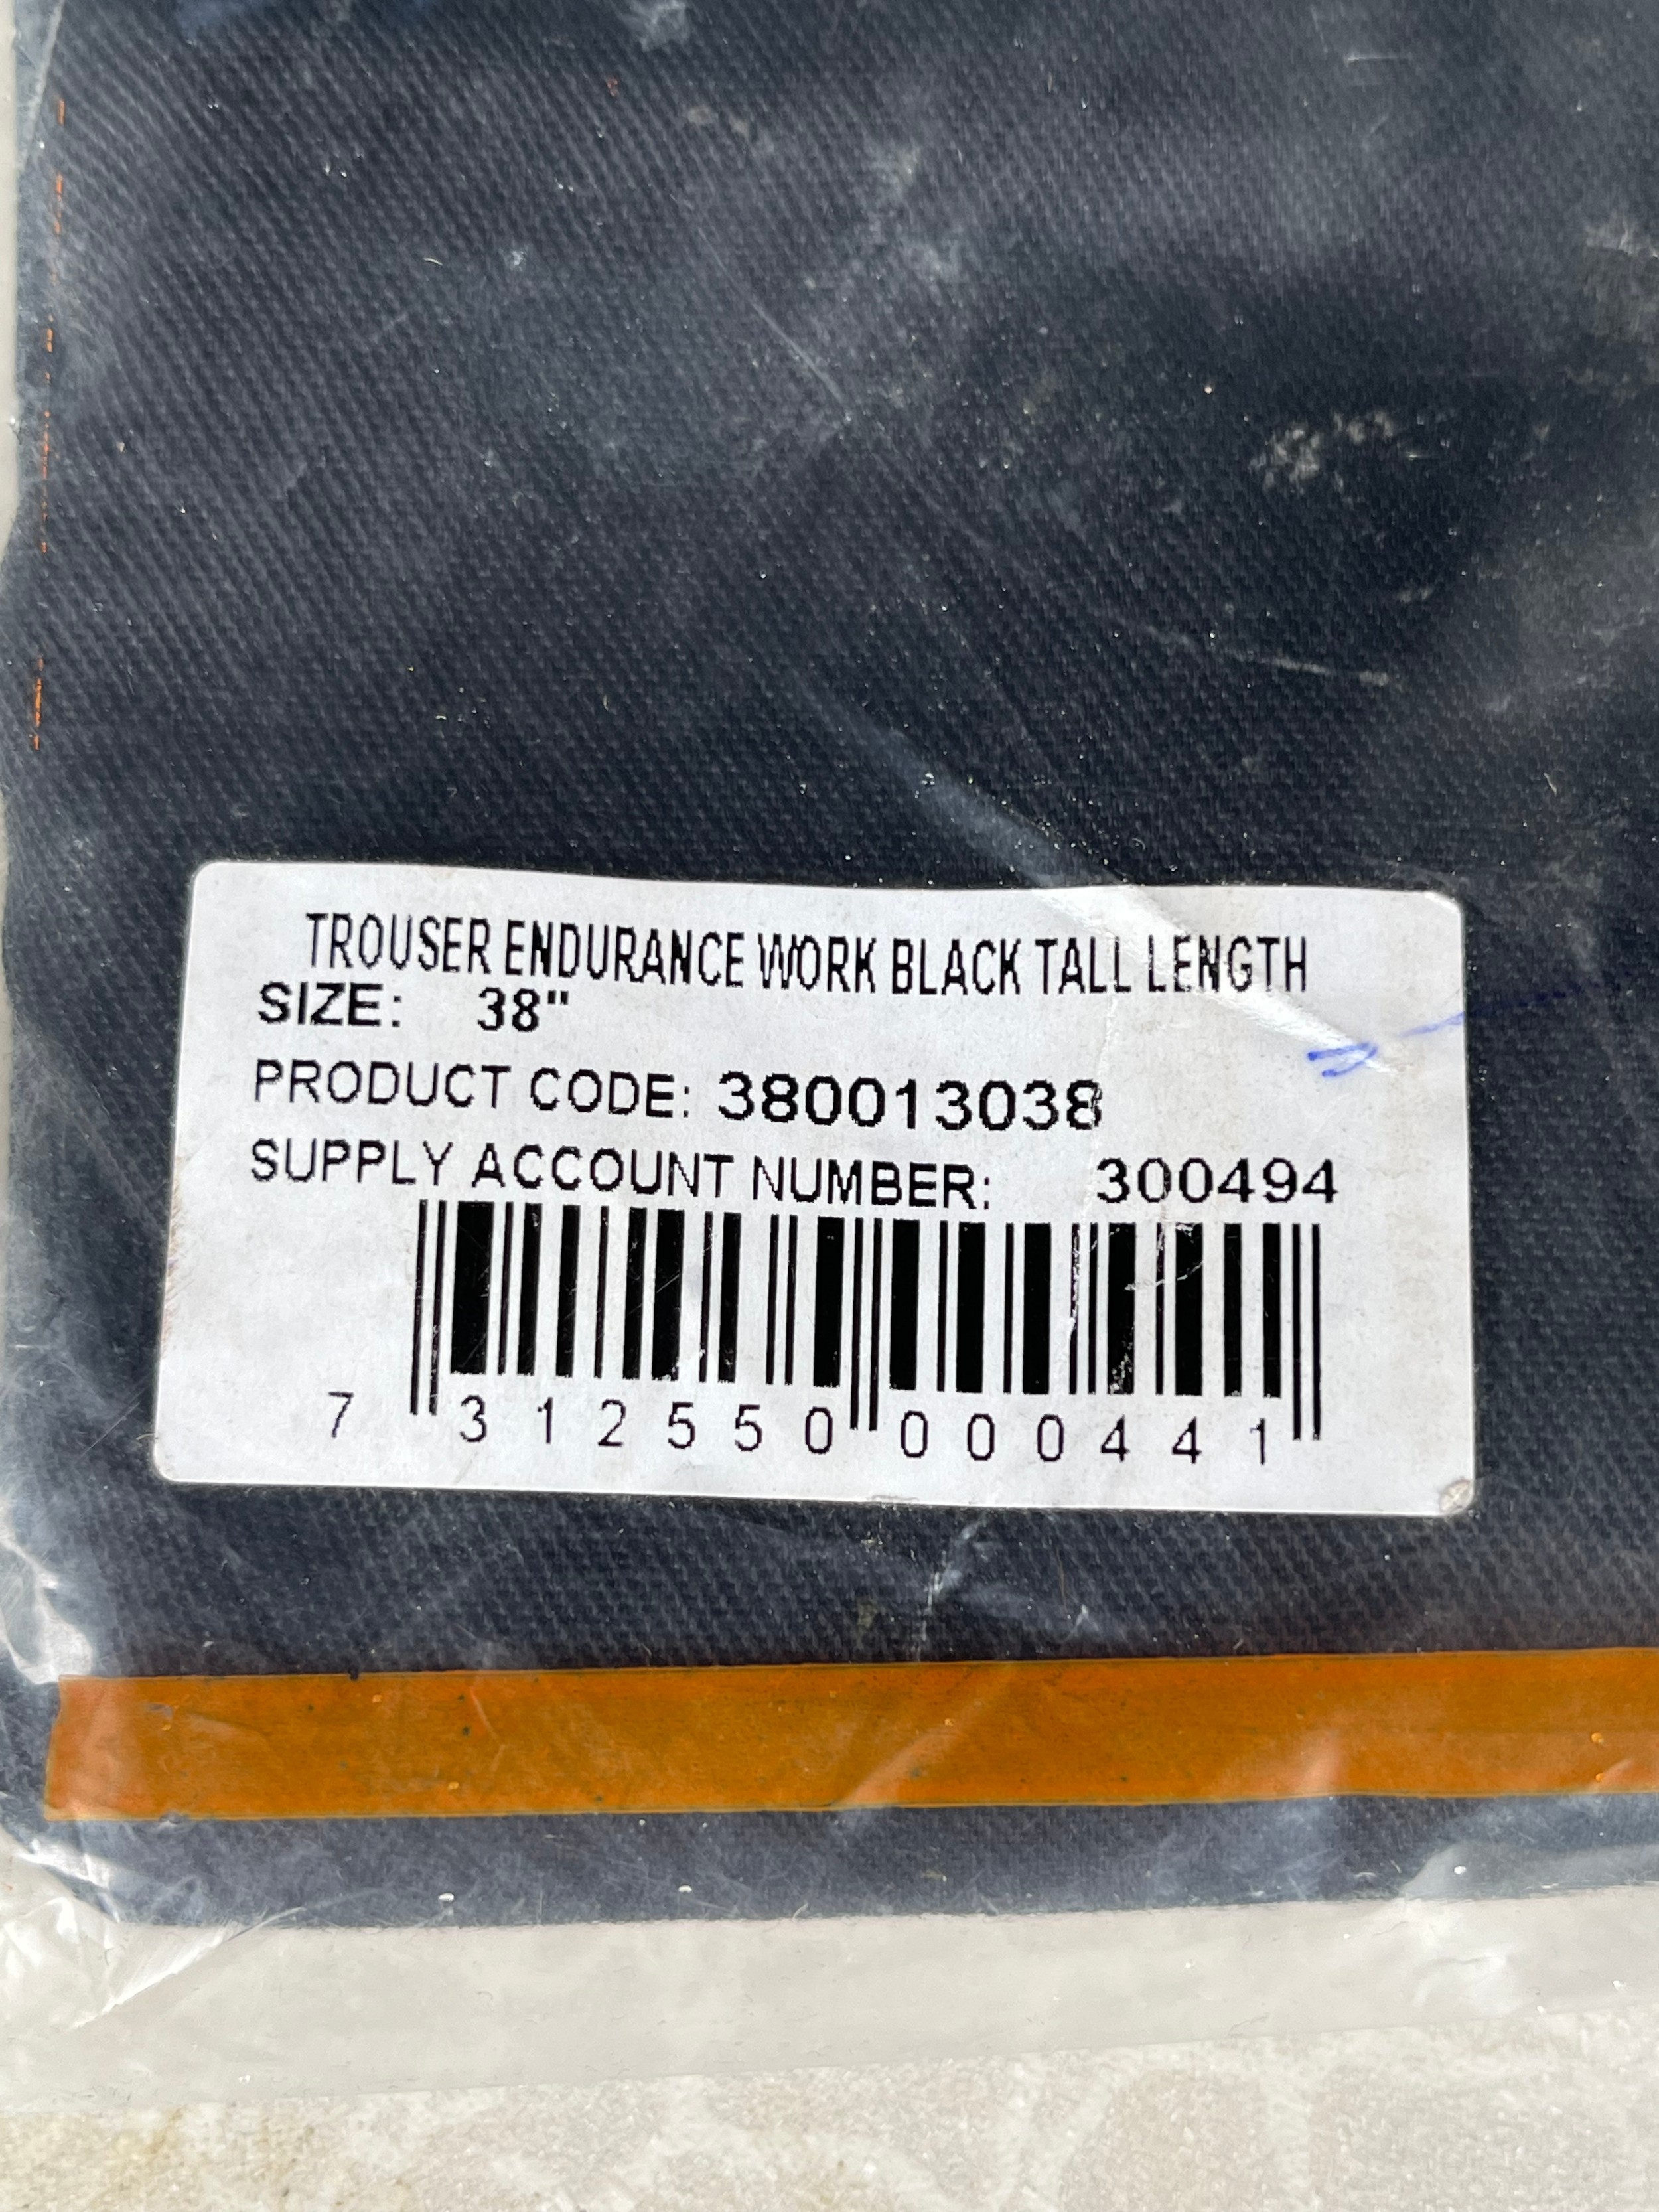 TROUSER ENDURANCE WORK BLACK TALL LENGTH
SIZE: 38"
PRODUCT CODE: 380013038
SUPPLY ACCOUNT NUMBER: 300494
7 312550 000441